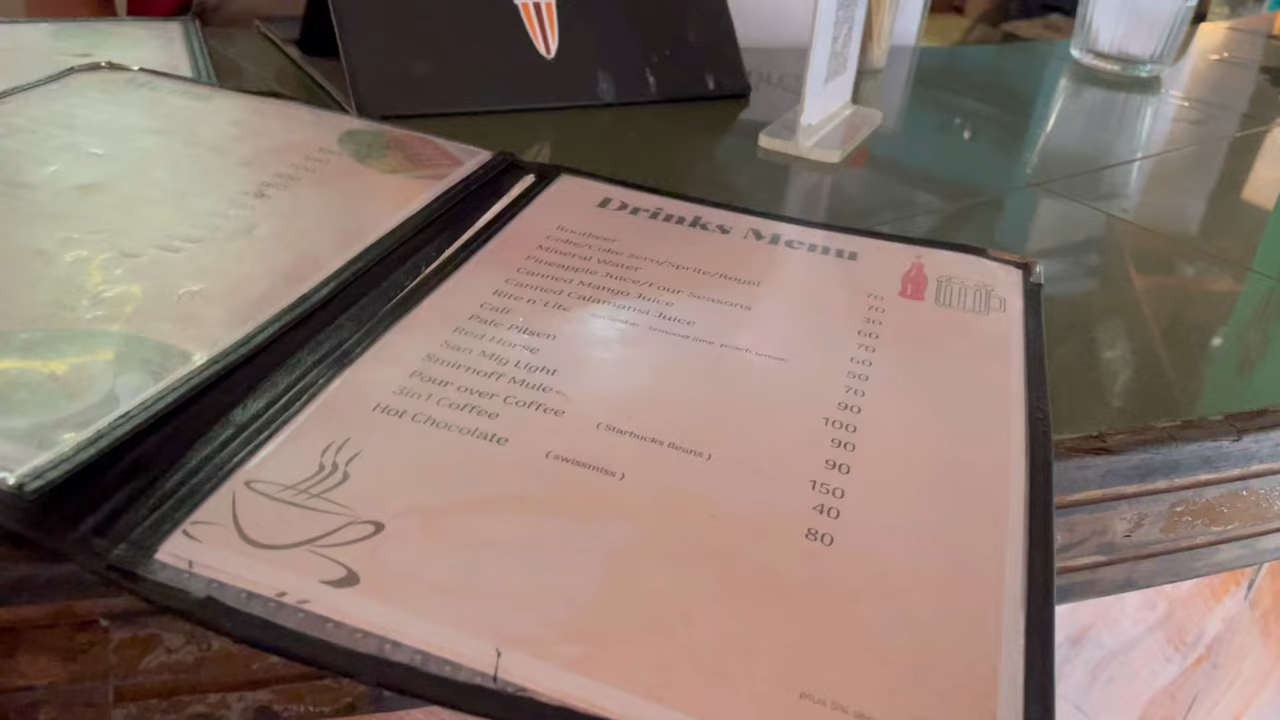 Drinks Menu
Rootbeer 70
Coke/Coke zero/Sprite/Royal 70
Mineral Water 30
Pineapple Juice/Four Seasons 60
Canned Mango Juice 70
Canned Calamansi Juice 60
Rite n' Lite cucumber 50
Cali 70
Pale Pilsen 90
Red Horse 100
San Mig Light 90
Smirnoff Mule 90
Pour over Coffee ( Starbucks Beans ) 150
3in1 Coffee 40
Hot Chocolate ( swissmiss ) 80
plus 5%